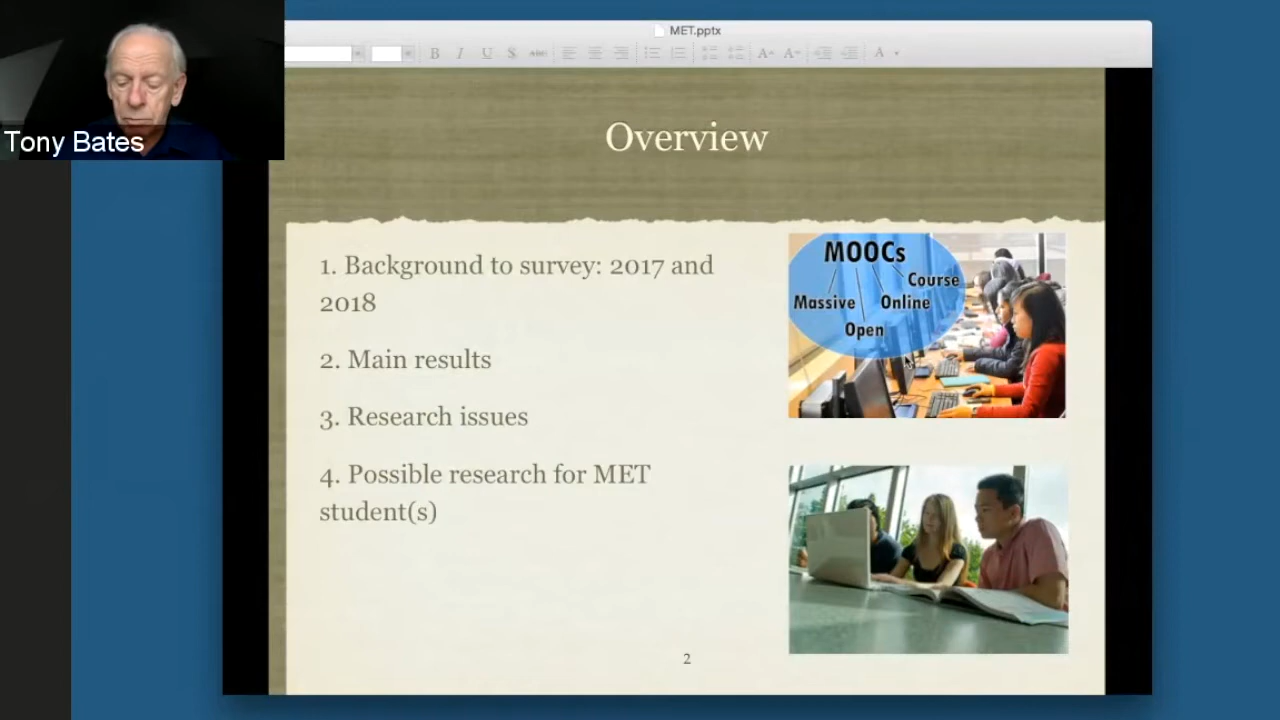 MET.pptx
B I U S abc A A A
Tony Bates
Overview
1. Background to survey: 2017 and
2018
2. Main results
3. Research issues
4. Possible research for MET
student(s)
MOOCs
Course
Massive Online
Open
2